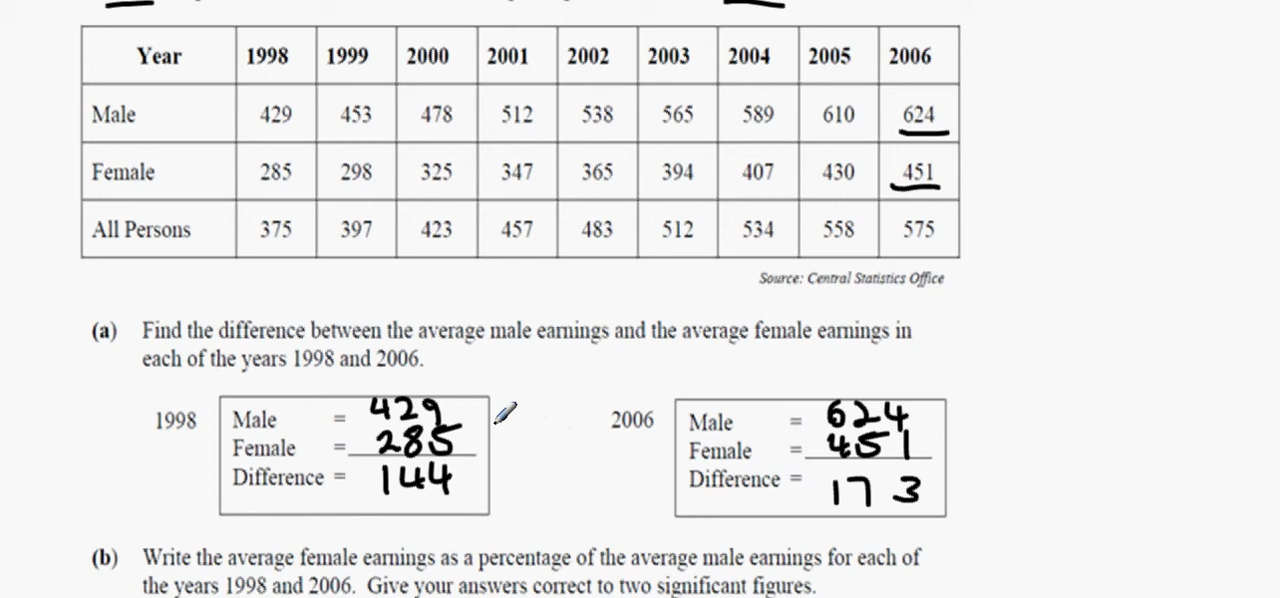 Year 1998 1999 2000 2001 2002 2003 2004 2005 2006
Male 429 453 478 512 538 565 589 610 624
Female 285 298 325 347 365 394 407 430 451
All Persons 375 397 423 457 483 512 534 558 575
Source: Central Statistics Office
(a) Find the difference between the average male earnings and the average female earnings in
each of the years 1998 and 2006.
1998 Male = 429
Female = 285
Difference = 144
2006 Male = 624
Female = 451
Difference = 173
(b) Write the average female earnings as a percentage of the average male earnings for each of
the years 1998 and 2006. Give your answers correct to two significant figures.